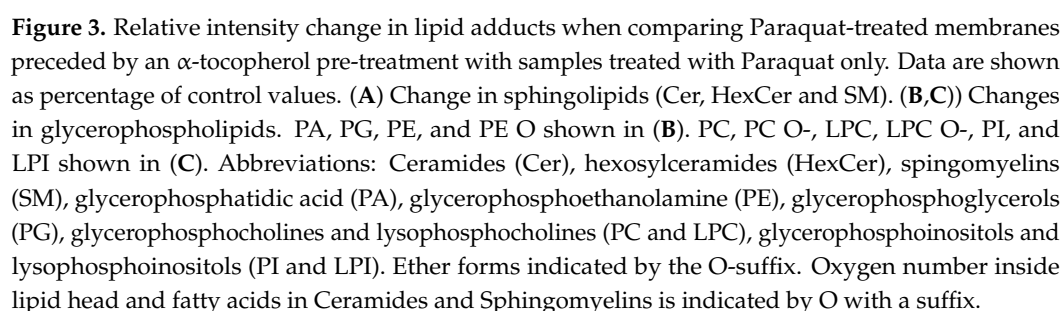 Figure 3. Relative intensity change in lipid adducts when comparing Paraquat-treated membranes
preceded by an α-tocopherol pre-treatment with samples treated with Paraquat only. Data are shown
as percentage of control values. (A) Change in sphingolipids (Cer, HexCer and SM). (B,C)) Changes
in glycerophospholipids. PA, PG, PE, and PE O shown in (B). PC, PC O-, LPC, LPC O-, PI, and
LPI shown in (C). Abbreviations: Ceramides (Cer), hexosylceramides (HexCer), spingomyelins
(SM), glycerophosphatidic acid (PA), glycerophosphoethanolamine (PE), glycerophosphoglycerols
(PG), glycerophosphocholines and lysophosphocholines (PC and LPC), glycerophosphoinositols and
lysophosphoinositols (PI and LPI). Ether forms indicated by the O-suffix. Oxygen number inside
lipid head and fatty acids in Ceramides and Sphingomyelins is indicated by O with a suffix.